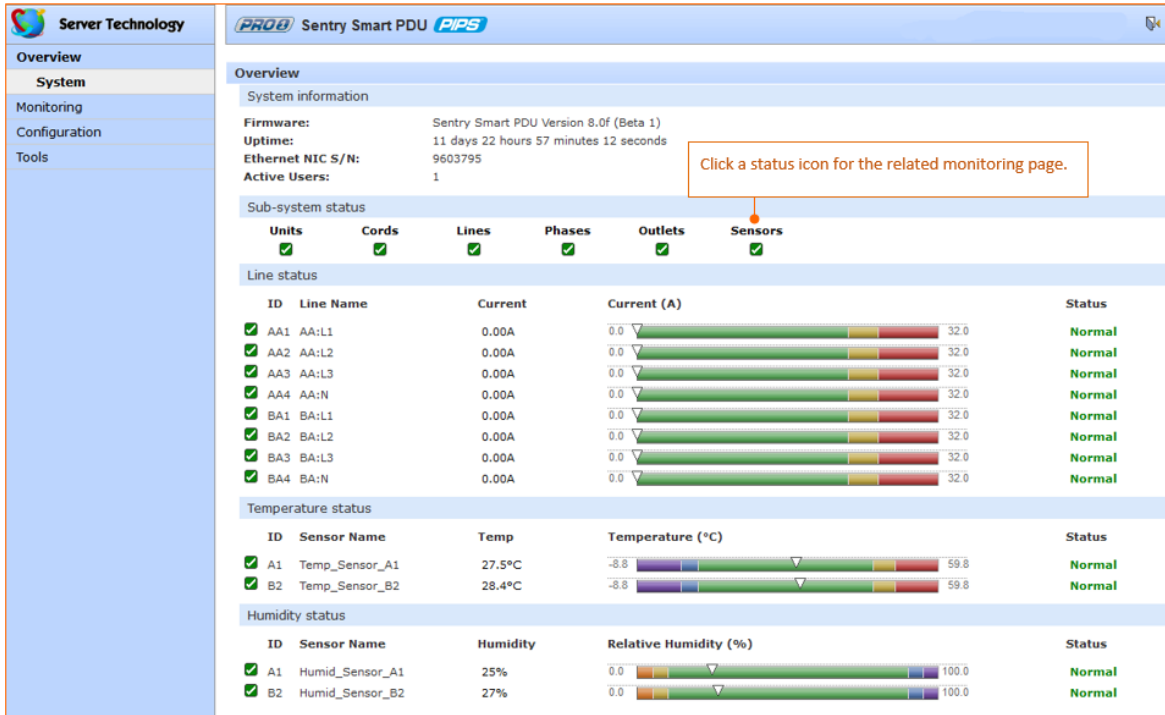 Server Technology
PRO2 Sentry Smart PDU PIPS
Overview
System
Monitoring
Configuration
Tools
Overview
System information
Firmware: Sentry Smart PDU Version 8.0f (Beta 1)
Uptime: 11 days 22 hours 57 minutes 12 seconds
Ethernet NIC S/N: 9603795
Active Users: 1
Click a status icon for the related monitoring page.
Sub-system status
Units Cords Lines Phases Outlets Sensors
Line status
ID Line Name Current Current (A) Status
AA1 AA:L1 0.00A 0.0 32.0 Normal
AA2 AA:L2 0.00A 0.0 32.0 Normal
AA3 AA:L3 0.00A 0.0 32.0 Normal
AA4 AA:N 0.00A 0.0 32.0 Normal
BA1 BA:L1 0.00A 0.0 32.0 Normal
BA2 BA:L2 0.00A 0.0 32.0 Normal
BA3 BA:L3 0.00A 0.0 32.0 Normal
BA4 BA:N 0.00A 0.0 32.0 Normal
Temperature status
ID Sensor Name Temp Temperature (°C) Status
A1 Temp_Sensor_A1 27.5°C -8.8 59.8 Normal
B2 Temp_Sensor_B2 28.4°C -8.8 59.8 Normal
Humidity status
ID Sensor Name Humidity Relative Humidity (%) Status
A1 Humid_Sensor_A1 25% 0.0 100.0 Normal
B2 Humid_Sensor_B2 27% 0.0 100.0 Normal